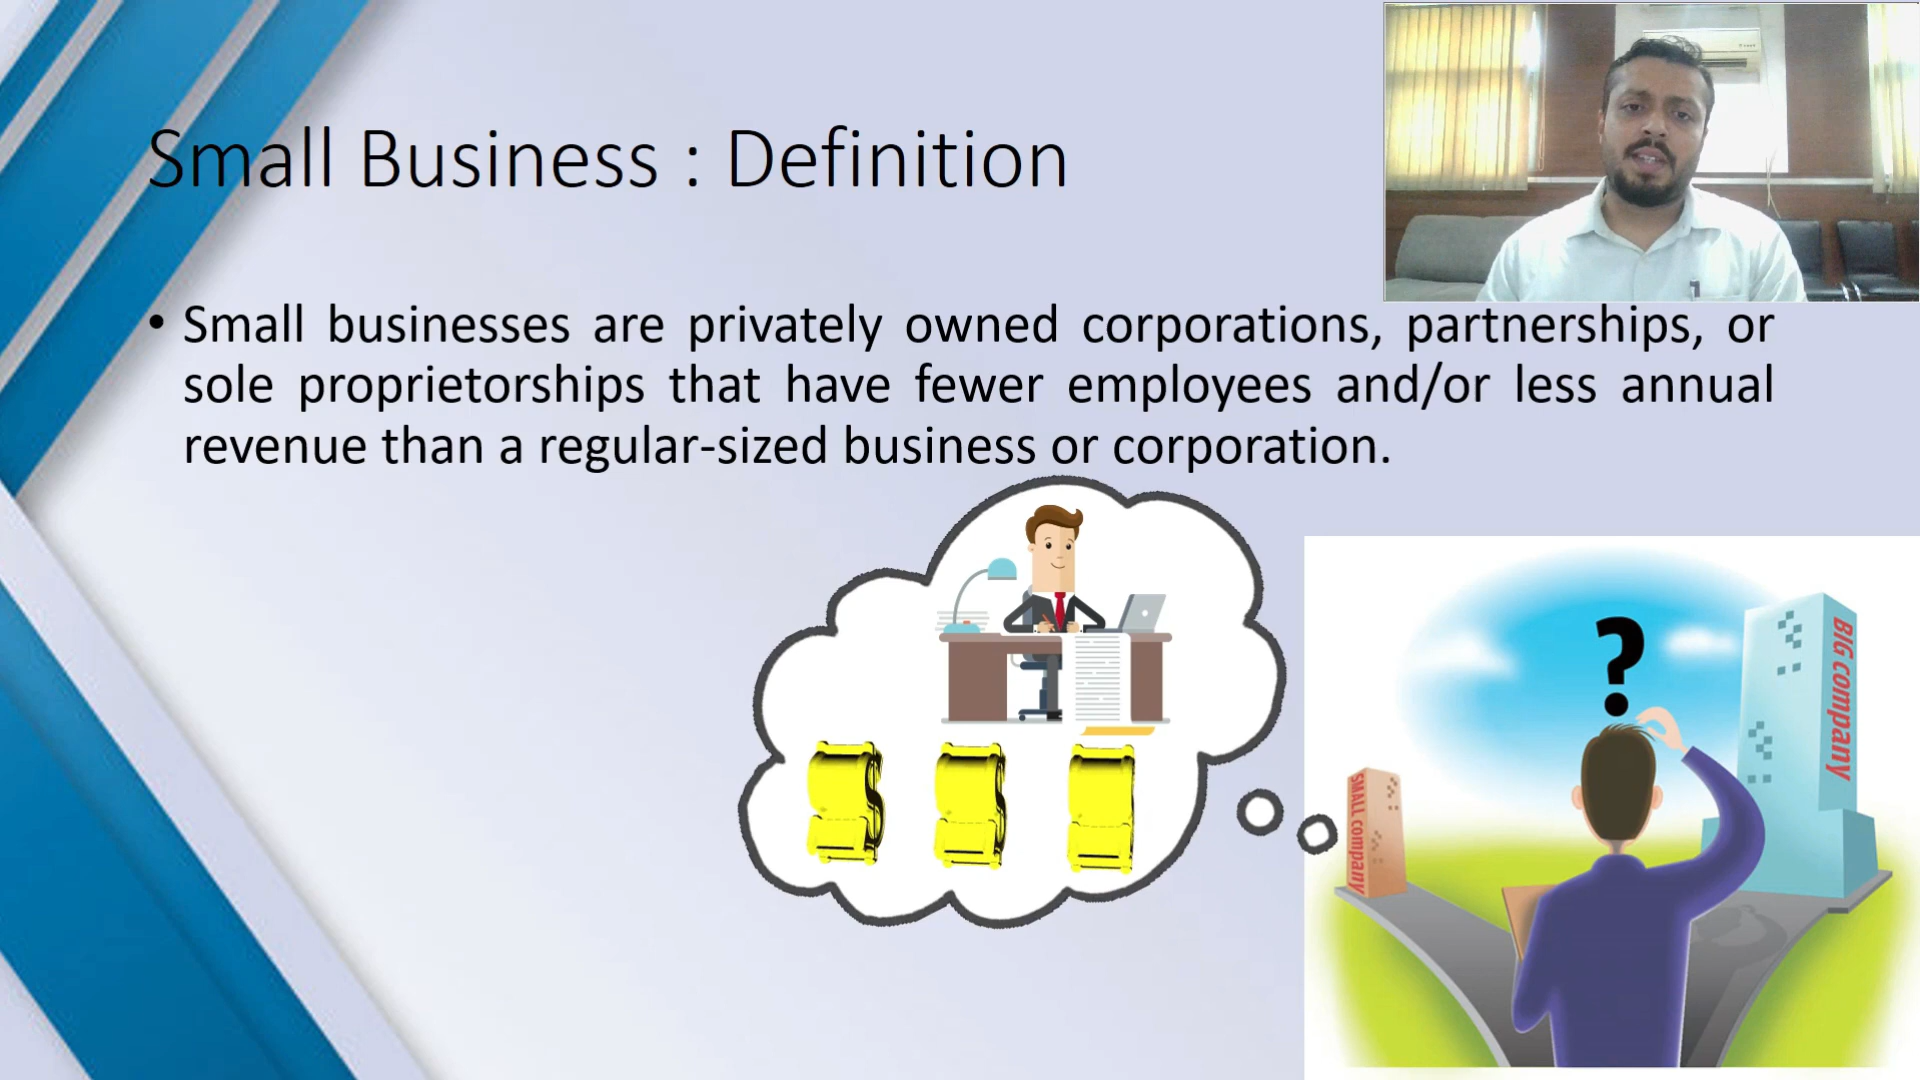 Small Business : Definition
• Small businesses are privately owned corporations, partnerships, or
sole proprietorships that have fewer employees and/or less annual
revenue than a regular-sized business or corporation.
?
BIG company
SMALL company